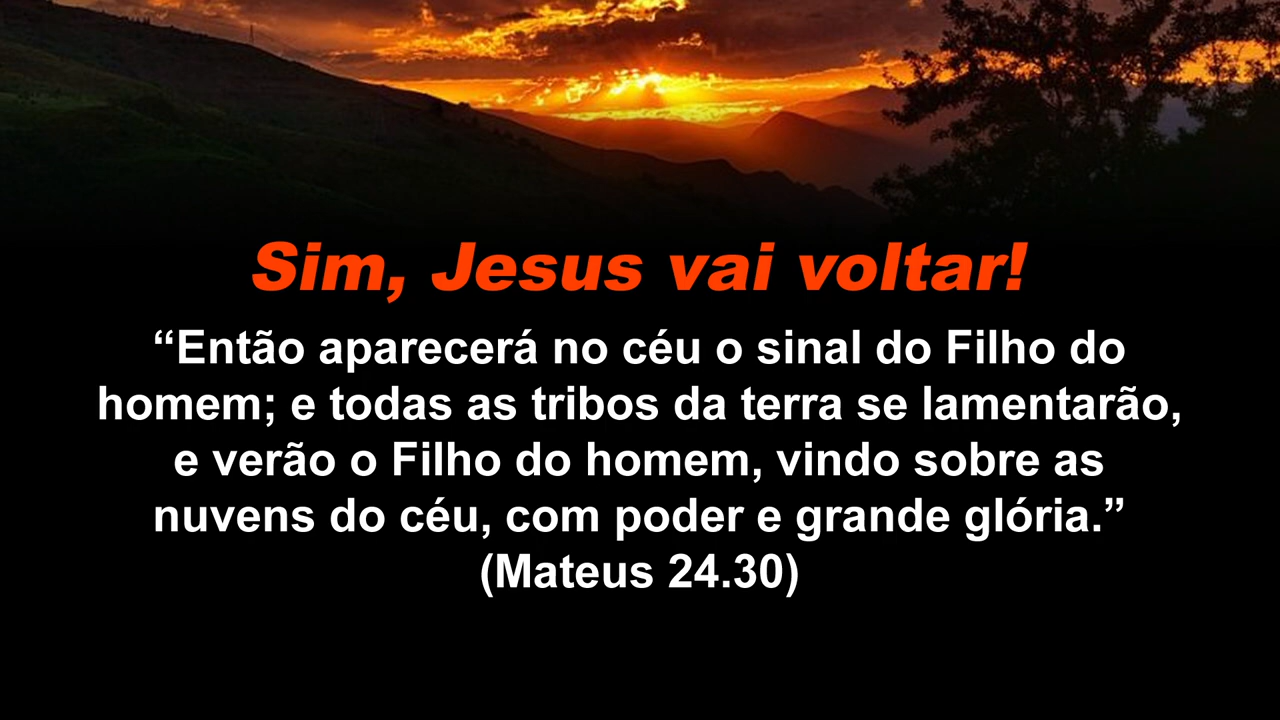 Sim, Jesus vai voltar!
“Então aparecerá no céu o sinal do Filho do
homem; e todas as tribos da terra se lamentarão,
e verão o Filho do homem, vindo sobre as
nuvens do céu, com poder e grande glória.”
(Mateus 24.30)